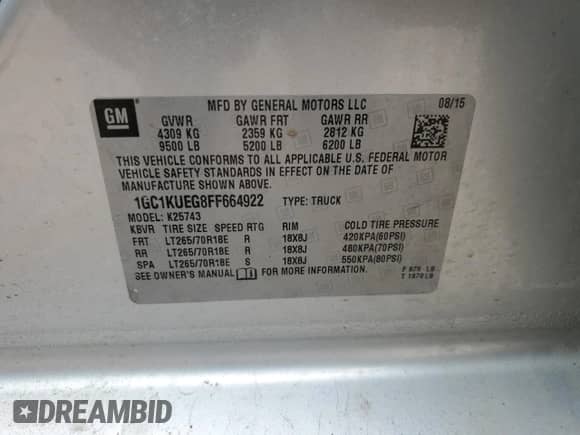 GM
MFD BY GENERAL MOTORS LLC 08/15
GVWR GAWR FRT GAWR RR
4309 KG 2359 KG 2812 KG
9500 LB 5200 LB 6200 LB
THIS VEHICLE CONFORMS TO ALL APPLICABLE U.S. FEDERAL MOTOR
VEHICLE SAFETY STANDARDS IN EFFECT ON THE DATE OF
MANUFACTURE SHOWN ABOVE.
1GC1KUEG8FF664922 TYPE: TRUCK
MODEL: K25743
KBVR TIRE SIZE SPEED RTG RIM COLD TIRE PRESSURE
FRT LT265/70R18E R 18X8J 420KPA(60PSI)
RR LT265/70R18E R 18X8J 480KPA(70PSI)
SPA LT265/70R18E S 18X8J 550KPA(80PSI)
SEE OWNER'S MANUAL FOR MORE INFORMATION.
DREAMBID